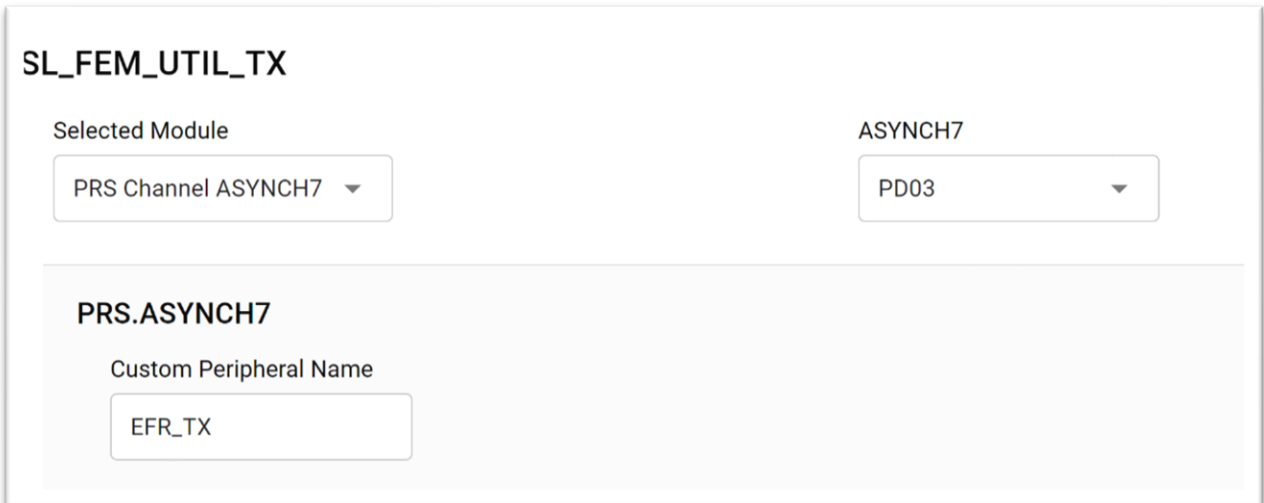 SL_FEM_UTIL_TX
Selected Module
ASYNCH7
PRS Channel ASYNCH7
PD03
PRS.ASYNCH7
Custom Peripheral Name
EFR_TX